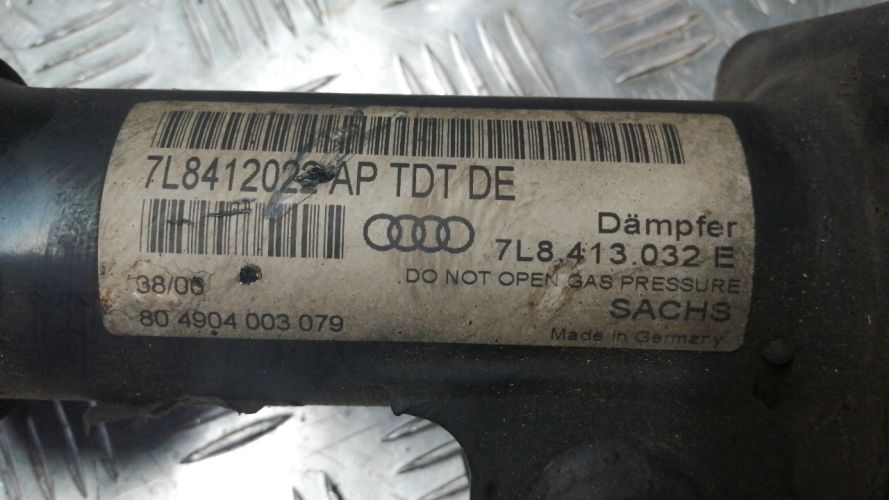 7L8412022 AP TDT DE
Dämpfer
7L8.413.032 E
DO NOT OPEN GAS PRESSURE
38/06
SACHS
80 4904 003 079
Made in Germany